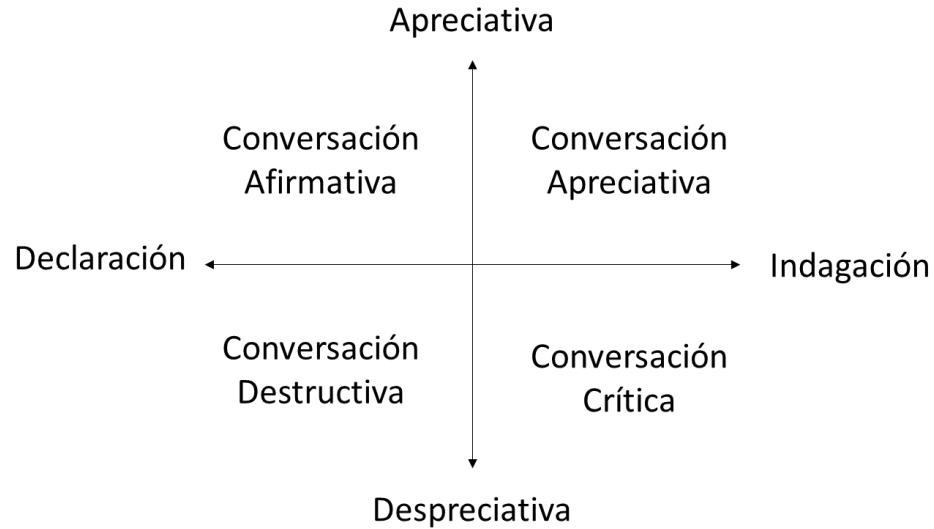 Apreciativa
Conversación
Afirmativa
Conversación
Apreciativa
Declaración
Indagación
Conversación
Destructiva
Conversación
Crítica
Despreciativa